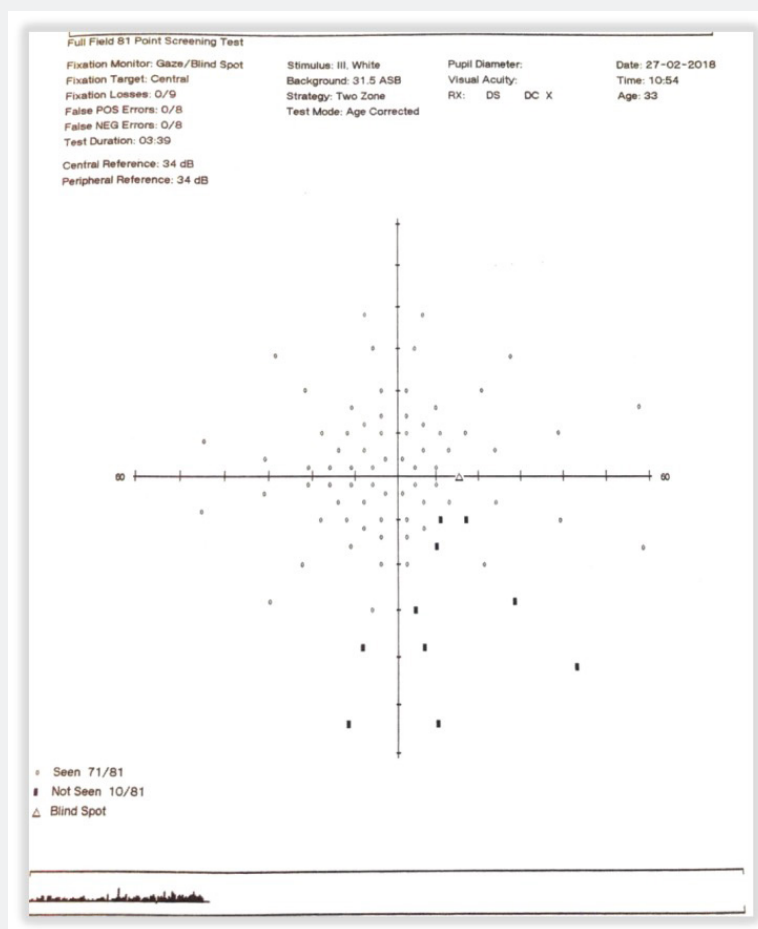 Full Field 81 Point Screening Test
Fixation Monitor: Gaze/Blind Spot
Fixation Target: Central
Fixation Losses: 0/9
False POS Errors: 0/8
False NEG Errors: 0/8
Test Duration: 03:39
Central Reference: 34 dB
Peripheral Reference: 34 dB
Stimulus: III, White
Background: 31.5 ASB
Strategy: Two Zone
Test Mode: Age Corrected
Pupil Diameter:
Visual Acuity:
RX: DS DC X
Date: 27-02-2018
Time: 10:54
Age: 33
60 60
Seen 71/81
Not Seen 10/81
Blind Spot